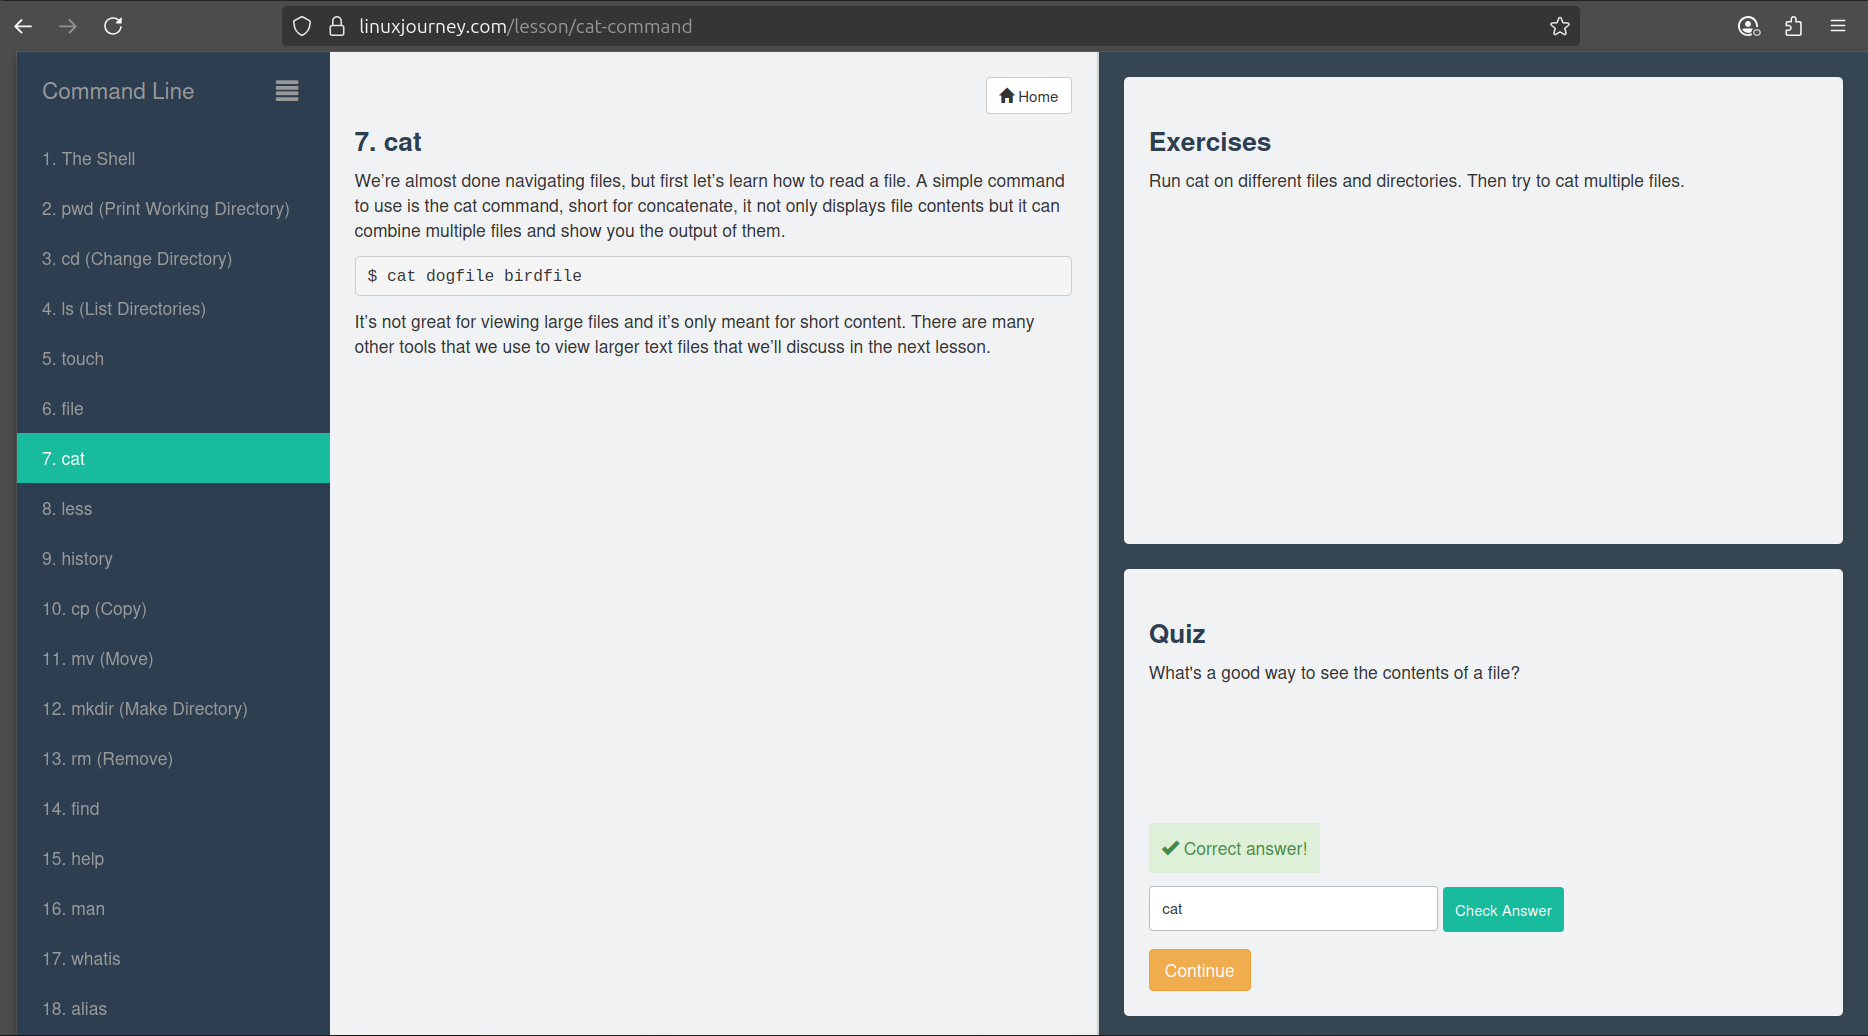 linuxjourney.com/lesson/cat-command
Command Line
1. The Shell
2. pwd (Print Working Directory)
3. cd (Change Directory)
4. ls (List Directories)
5. touch
6. file
7. cat
8. less
9. history
10. cp (Copy)
11. mv (Move)
12. mkdir (Make Directory)
13. rm (Remove)
14. find
15. help
16. man
17. whatis
18. alias
Home
7. cat
We’re almost done navigating files, but first let’s learn how to read a file. A simple command
to use is the cat command, short for concatenate, it not only displays file contents but it can
combine multiple files and show you the output of them.
$ cat dogfile birdfile
It’s not great for viewing large files and it’s only meant for short content. There are many
other tools that we use to view larger text files that we’ll discuss in the next lesson.
Exercises
Run cat on different files and directories. Then try to cat multiple files.
Quiz
What's a good way to see the contents of a file?
Correct answer!
cat
Check Answer
Continue